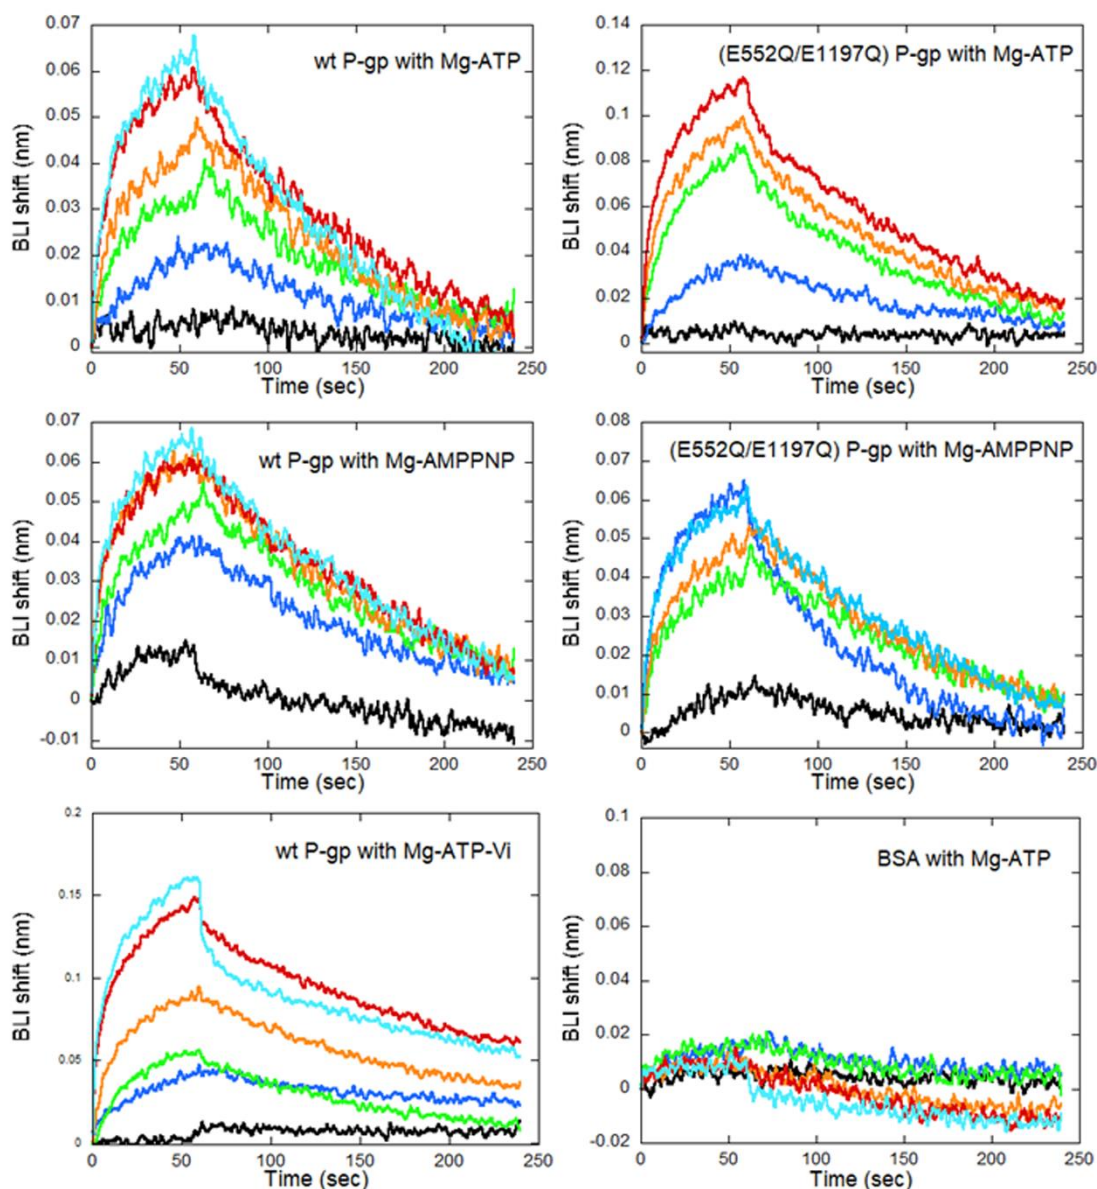 wt P-gp with Mg-ATP
BLI shift (nm)
0.07
0.06
0.05
0.04
0.03
0.02
0.01
0
0 50 100 150 200 250
Time (sec)
(E552Q/E1197Q) P-gp with Mg-ATP
BLI shift (nm)
0.14
0.12
0.1
0.08
0.06
0.04
0.02
0
0 50 100 150 200 250
Time (sec)
wt P-gp with Mg-AMPPNP
BLI shift (nm)
0.07
0.06
0.05
0.04
0.03
0.02
0.01
0
-0.01
0 50 100 150 200 250
Time (sec)
(E552Q/E1197Q) P-gp with Mg-AMPPNP
BLI shift (nm)
0.08
0.07
0.06
0.05
0.04
0.03
0.02
0.01
0
0 50 100 150 200 250
Time (sec)
wt P-gp with Mg-ATP-Vi
BLI shift (nm)
0.2
0.15
0.1
0.05
0
0 50 100 150 200 250
Time (sec)
BSA with Mg-ATP
BLI shift (nm)
0.1
0.08
0.06
0.04
0.02
0
-0.02
0 50 100 150 200 250
Time (sec)